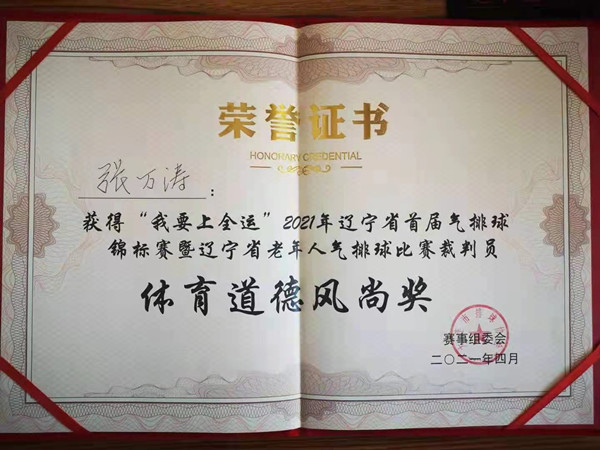 荣誉证书
HONORARY CREDENTIAL
张万涛：
获得“我要上全运”2021年辽宁省首届气排球
锦标赛暨辽宁省老年人气排球比赛裁判员
体育道德风尚奖
赛事组委会
二〇二一年四月